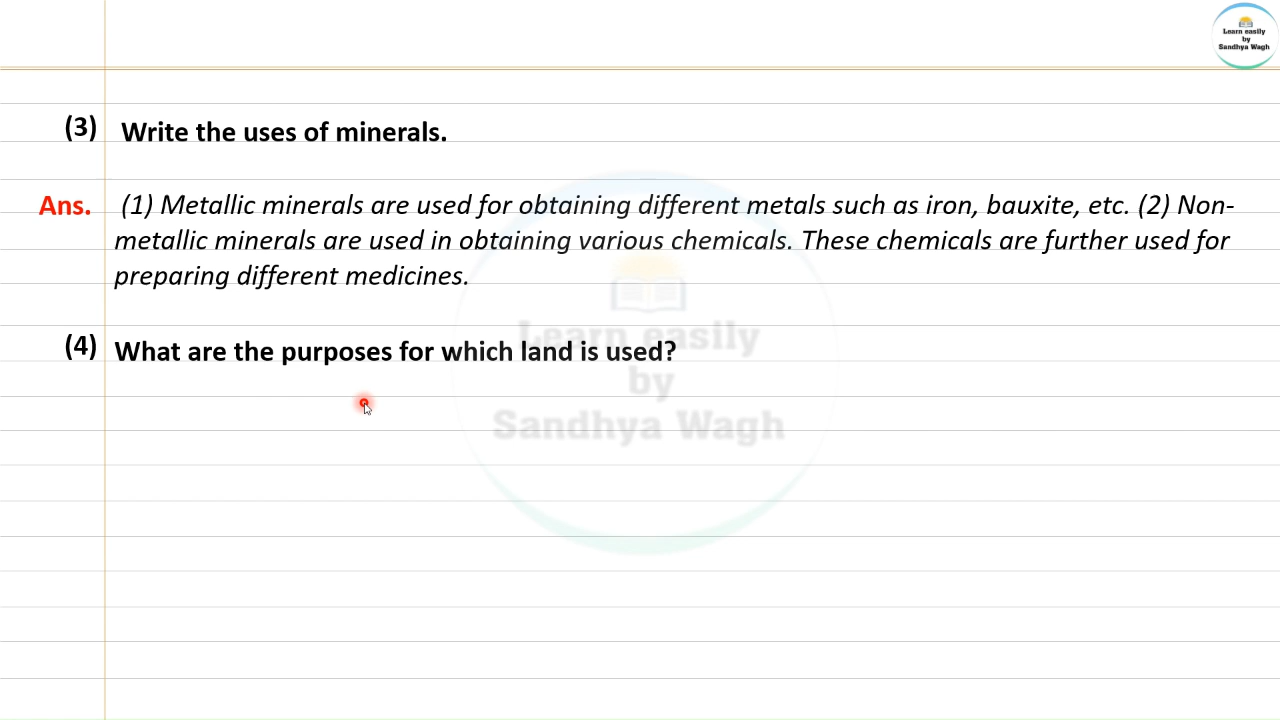 Learn easily
by
Sandhya Wagh
(3) Write the uses of minerals.
Ans. (1) Metallic minerals are used for obtaining different metals such as iron, bauxite, etc. (2) Non-
metallic minerals are used in obtaining various chemicals. These chemicals are further used for
preparing different medicines.
(4) What are the purposes for which land is used?
Learn easily
by
Sandhya Wagh